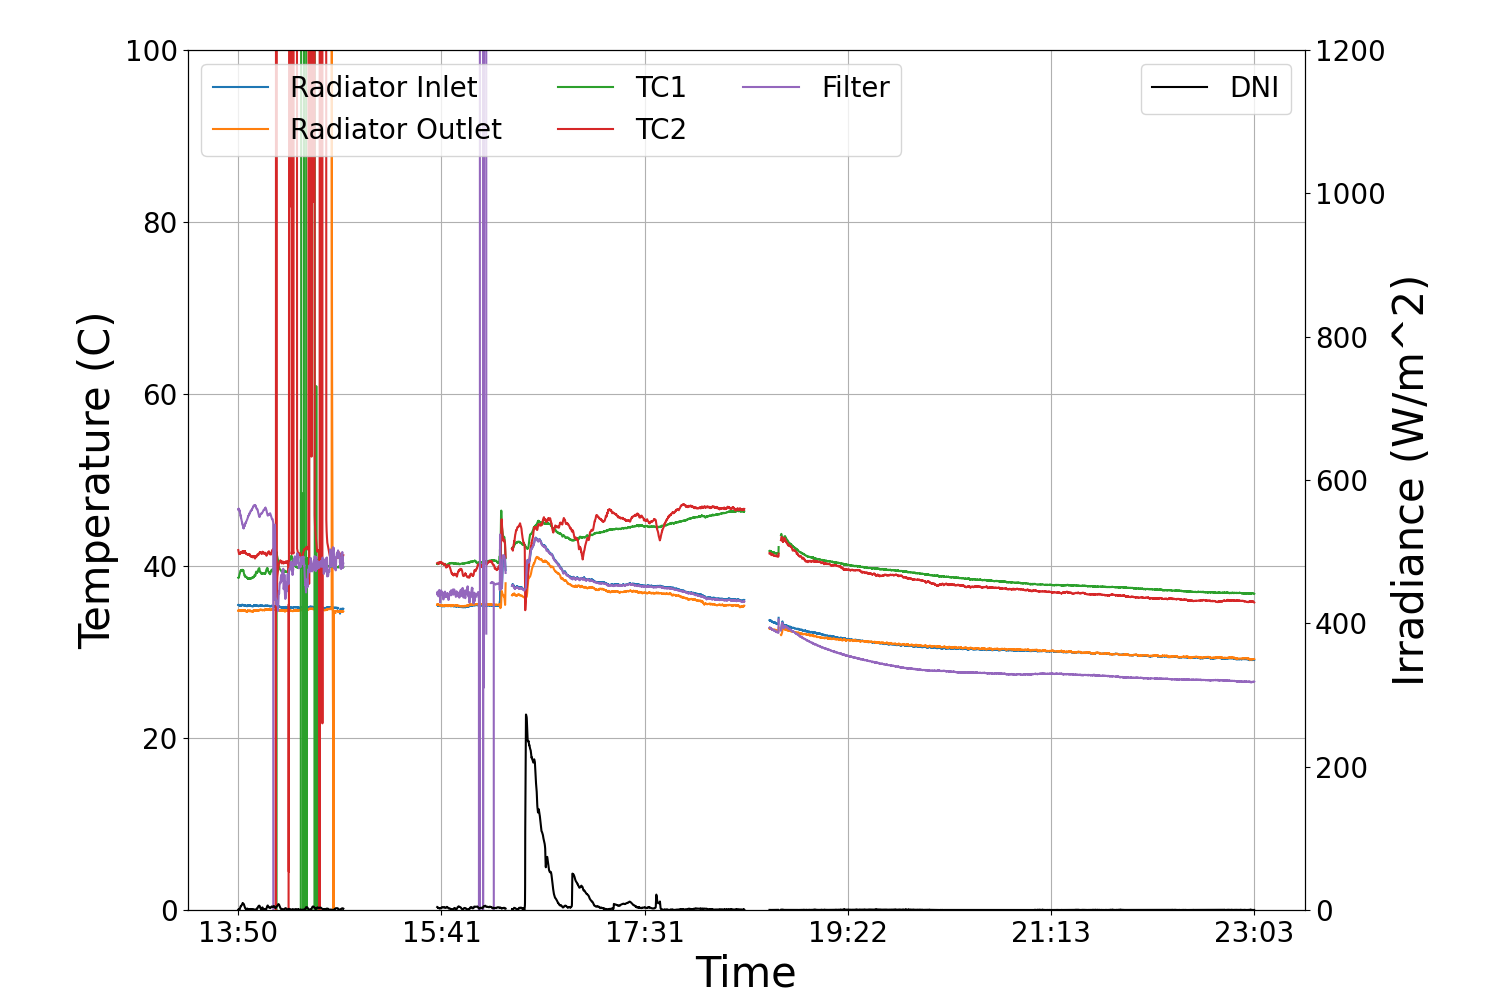 Radiator Inlet
Radiator Outlet
TC1
TC2
Filter
DNI
100
80
60
40
20
0
Temperature (C)
1200
1000
800
600
400
200
0
Irradiance (W/m^2)
13:50
15:41
17:31
19:22
21:13
23:03
Time